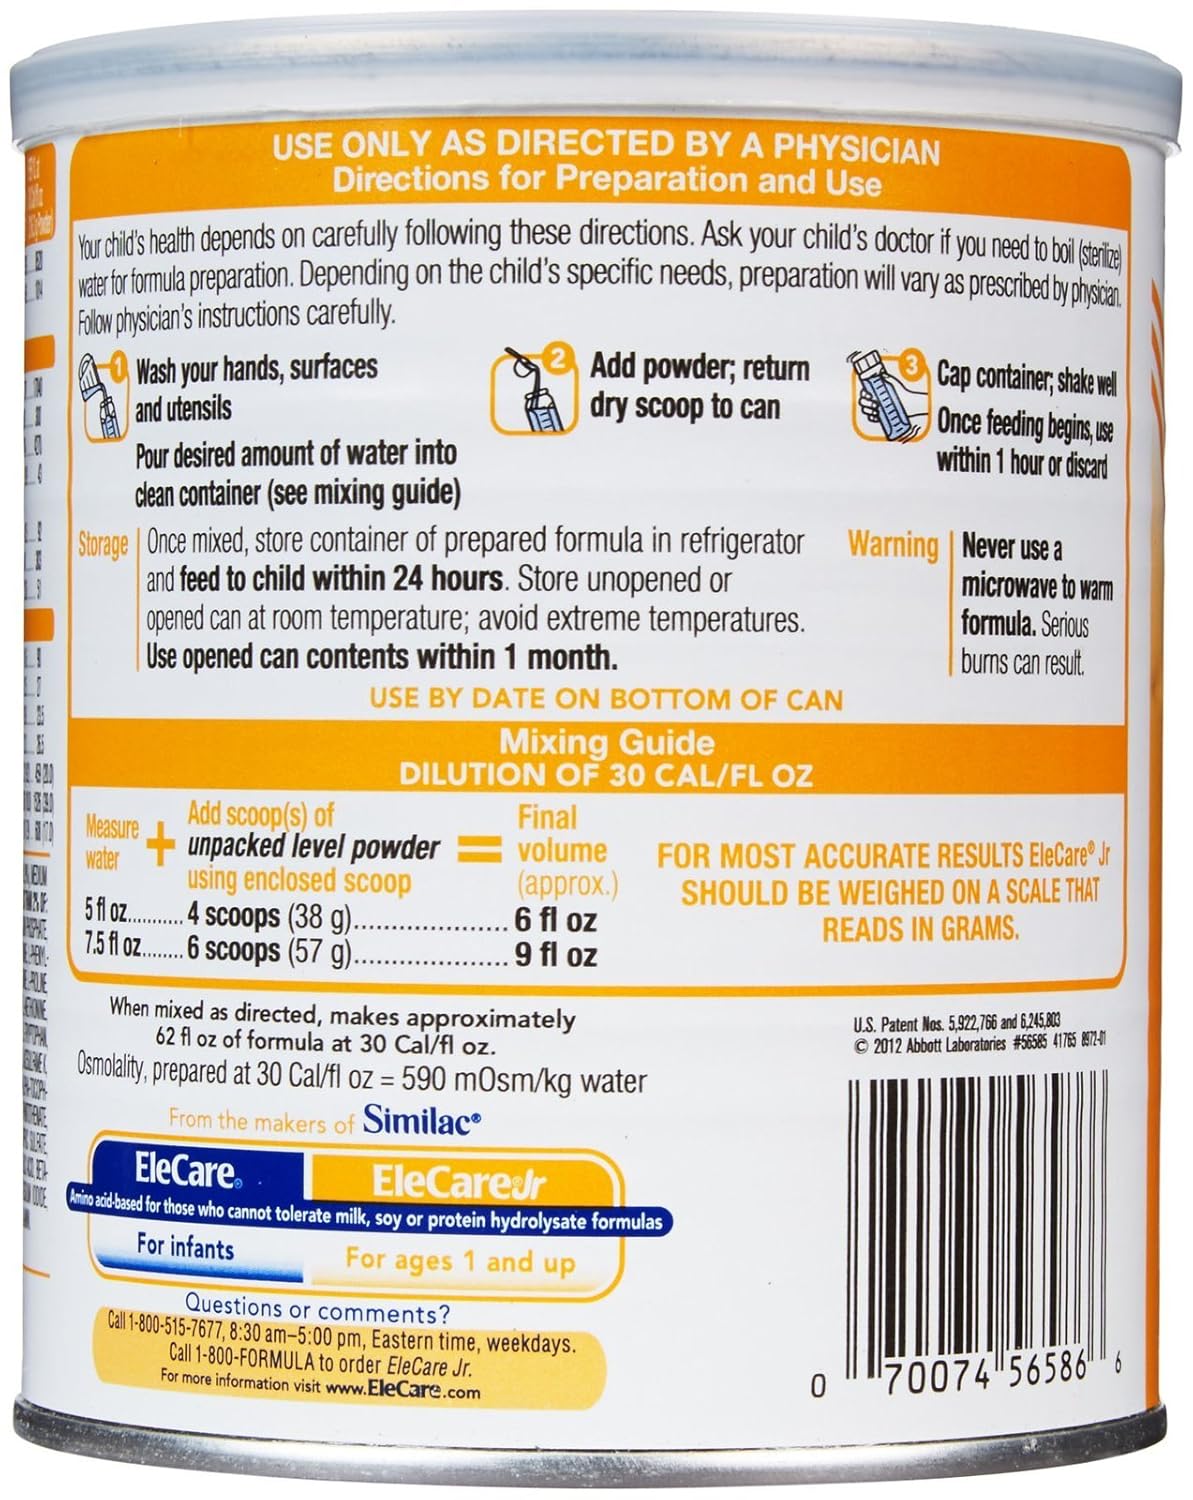 USE ONLY AS DIRECTED BY A PHYSICIAN
Directions for Preparation and Use
Your child's health depends on carefully following these directions. Ask your child's doctor if you need to boil (sterilize)
water for formula preparation. Depending on the child's specific needs, preparation will vary as prescribed by physician.
Follow physician's instructions carefully.
1
Wash your hands, surfaces
and utensils
Pour desired amount of water into
clean container (see mixing guide)
2
Add powder; return
dry scoop to can
3
Cap container; shake well
Once feeding begins, use
within 1 hour or discard
Storage
Once mixed, store container of prepared formula in refrigerator
and feed to child within 24 hours. Store unopened or
opened can at room temperature; avoid extreme temperatures.
Use opened can contents within 1 month.
Warning
Never use a
microwave to warm
formula. Serious
burns can result.
USE BY DATE ON BOTTOM OF CAN
Mixing Guide
DILUTION OF 30 CAL/FL OZ
Measure
water
+
Add scoop(s) of
unpacked level powder
using enclosed scoop
=
Final
volume
(approx.)
5 fl oz........... 4 scoops (38 g).................... 6 fl oz
7.5 fl oz........ 6 scoops (57 g).................... 9 fl oz
FOR MOST ACCURATE RESULTS EleCare® Jr
SHOULD BE WEIGHED ON A SCALE THAT
READS IN GRAMS.
When mixed as directed, makes approximately
62 fl oz of formula at 30 Cal/fl oz.
Osmolality, prepared at 30 Cal/fl oz = 590 mOsm/kg water
U.S. Patent Nos. 5,922,766 and 6,245,803
© 2012 Abbott Laboratories #56585 41765 8972-01
From the makers of Similac®
EleCare®
EleCare®Jr
Amino acid-based for those who cannot tolerate milk, soy or protein hydrolysate formulas
For infants
For ages 1 and up
Questions or comments?
Call 1-800-515-7677, 8:30 am–5:00 pm, Eastern time, weekdays.
Call 1-800-FORMULA to order EleCare Jr.
For more information visit www.EleCare.com
0 70074 56586 6